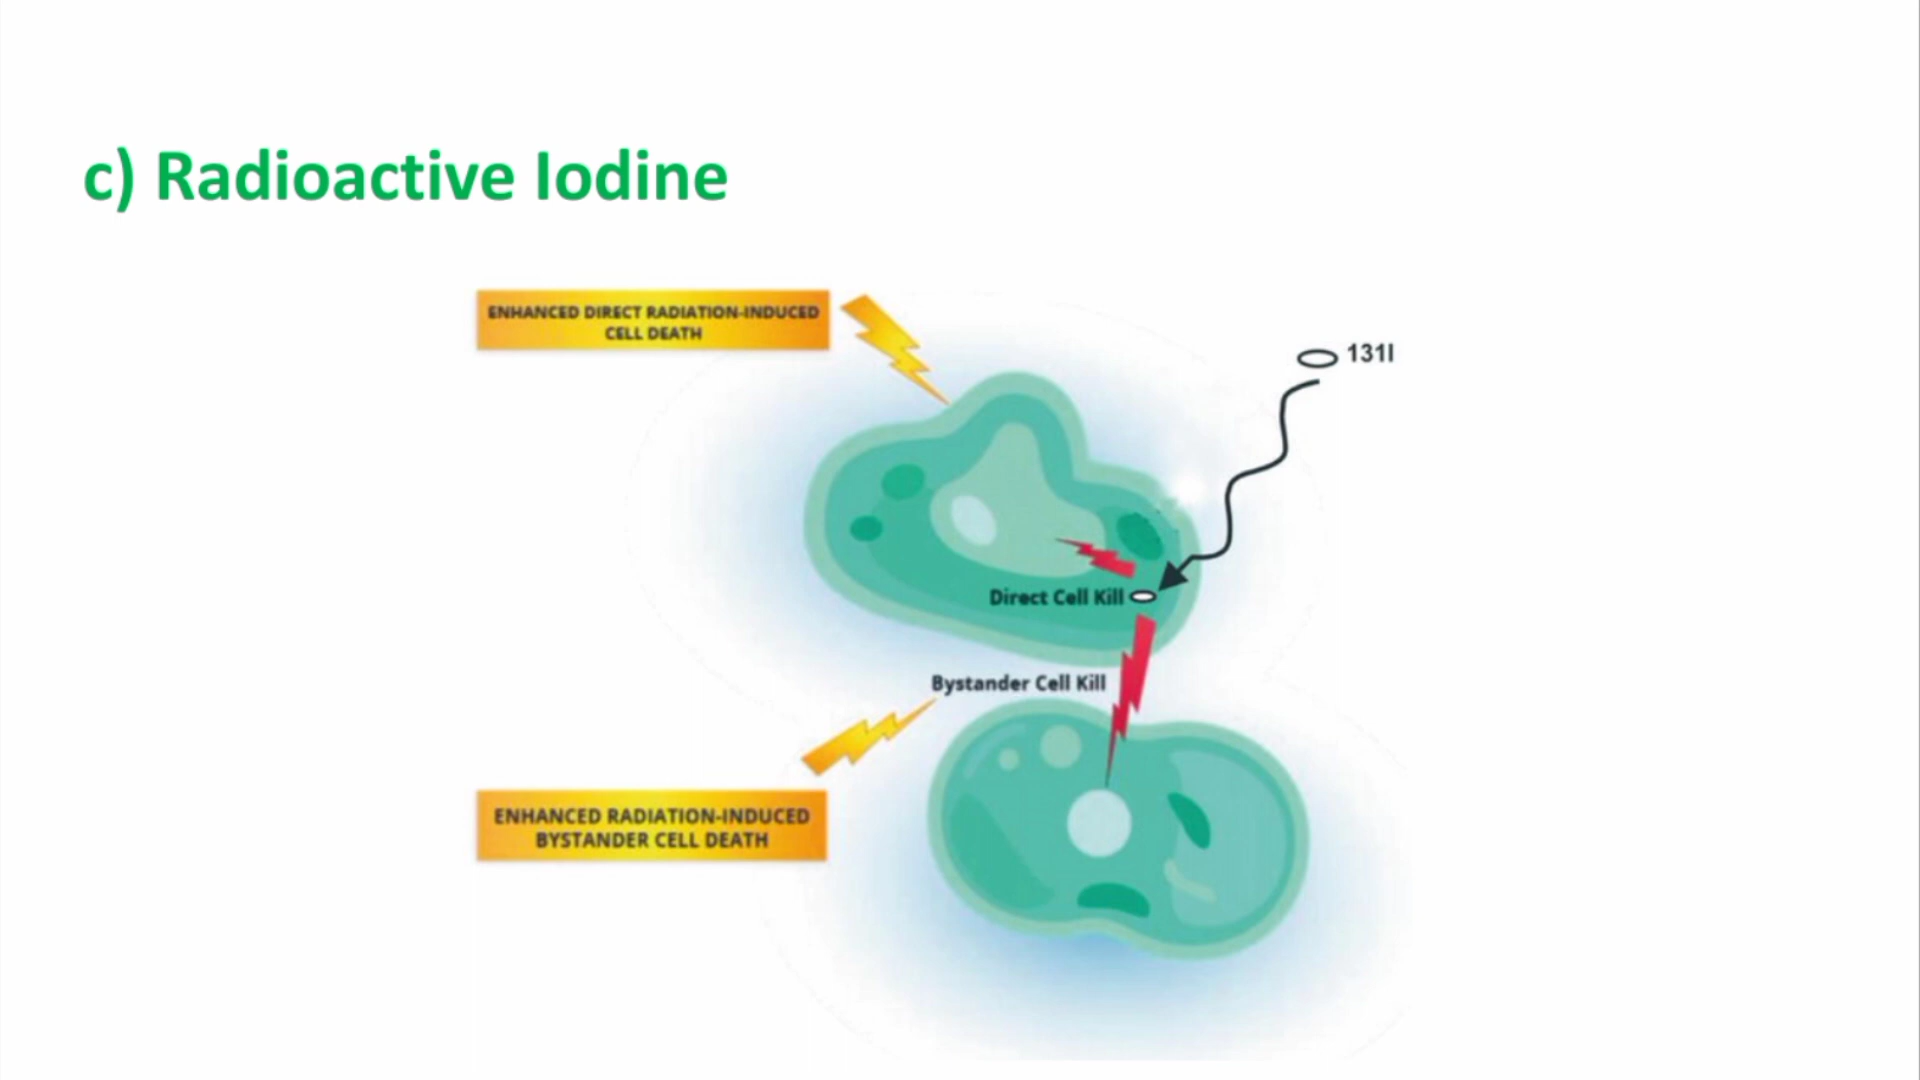 c) Radioactive Iodine
ENHANCED DIRECT RADIATION-INDUCED
CELL DEATH
131I
Direct Cell Kill
Bystander Cell Kill
ENHANCED RADIATION-INDUCED
BYSTANDER CELL DEATH